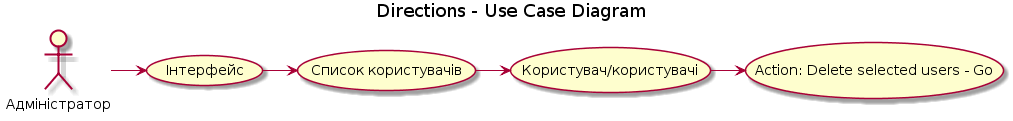 Directions - Use Case Diagram
Адміністратор
Інтерфейс
Список користувачів
Користувач/користувачі
Action: Delete selected users - Go